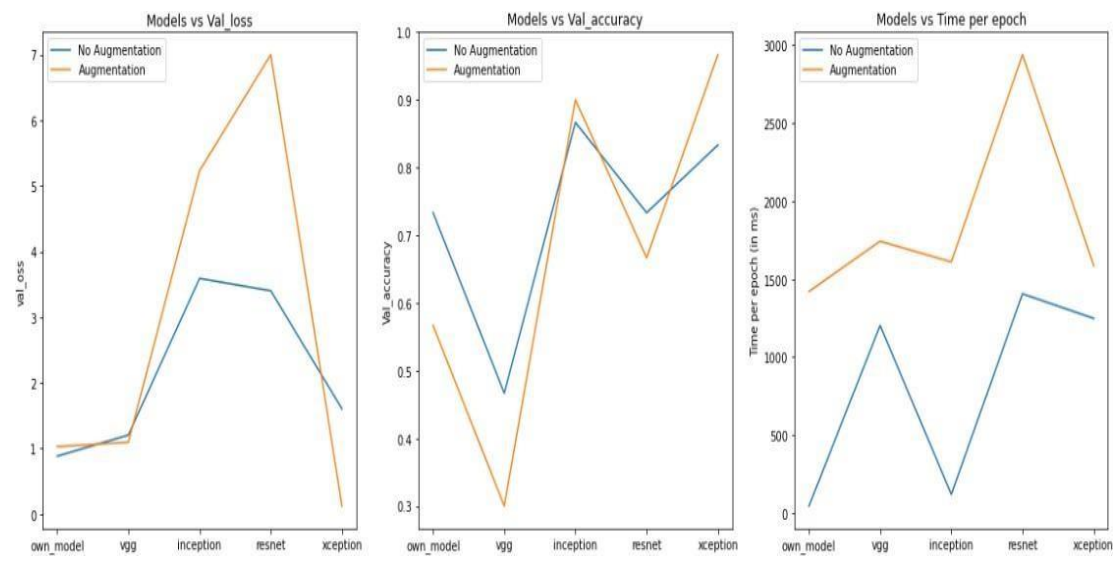 Models vs Val_loss
No Augmentation
Augmentation
7
6
5
4
3
2
1
0
val_oss
own_model vgg inception resnet xception
Models vs Val_accuracy
No Augmentation
Augmentation
1.0
0.9
0.8
0.7
0.6
0.5
0.4
0.3
Val_accuracy
own_model vgg inception resnet xception
Models vs Time per epoch
No Augmentation
Augmentation
3000
2500
2000
1500
1000
500
0
Time per epoch (in ms)
own_model vgg inception resnet xception